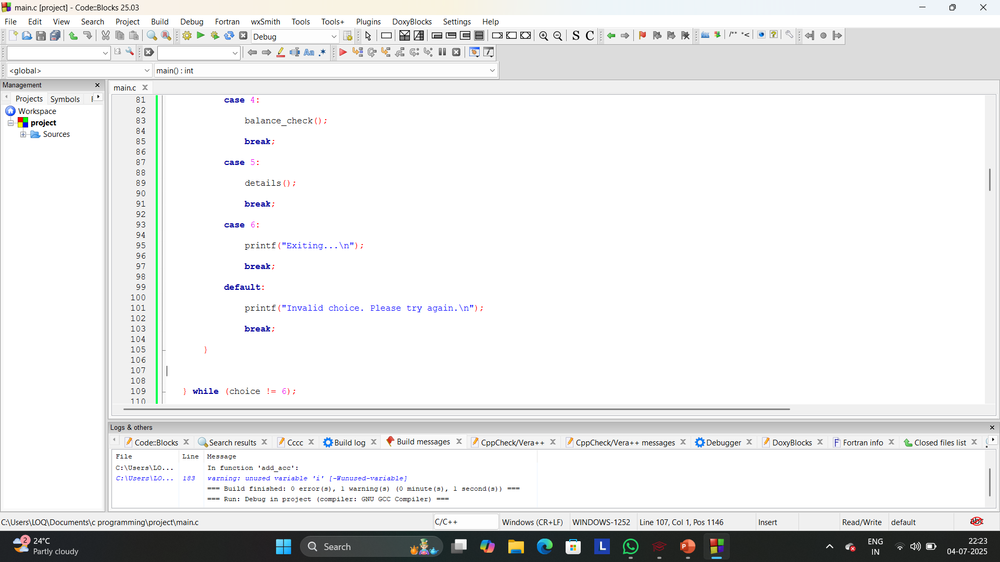 main.c [project] - Code::Blocks 25.03
File Edit View Search Project Build Debug Fortran wxSmith Tools Tools+ Plugins DoxyBlocks Settings Help
Debug
S C /** *<
Aa .*
<global> main() : int
Management
Projects Symbols
Workspace
project
Sources
main.c
81 case 4:
82
83 balance_check();
84
85 break;
86
87 case 5:
88
89 details();
90
91 break;
92
93 case 6:
94
95 printf("Exiting...\n");
96
97 break;
98
99 default:
100
101 printf("Invalid choice. Please try again.\n");
102
103 break;
104
105 }
106
107
108
109 } while (choice != 6);
110
Logs & others
Code::Blocks Search results Cccc Build log Build messages CppCheck/Vera++ CppCheck/Vera++ messages Debugger DoxyBlocks Fortran info Closed files list
File Line Message
C:\Users\LO... In function 'add_acc':
C:\Users\LO... 183 warning: unused variable 'i' [-Wunused-variable]
=== Build finished: 0 error(s), 1 warning(s) (0 minute(s), 1 second(s)) ===
=== Run: Debug in project (compiler: GNU GCC Compiler) ===
C:\Users\LOQ\Documents\c programming\project\main.c C/C++ Windows (CR+LF) WINDOWS-1252 Line 107, Col 1, Pos 1146 Insert Read/Write default abc
2
24°C
Partly cloudy
Search
L
P
ENG
IN
22:23
04-07-2025